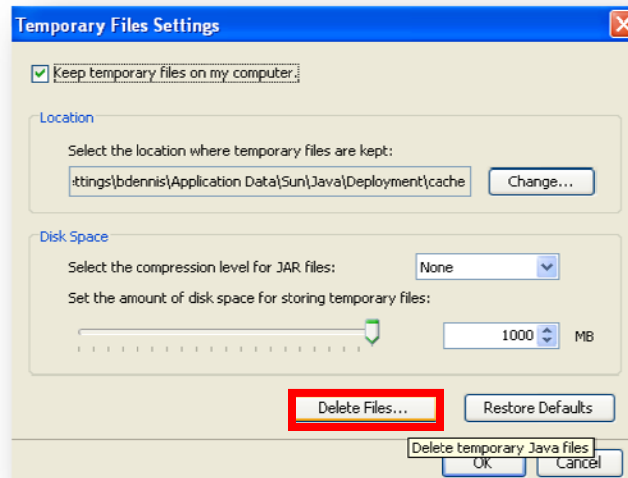 Temporary Files Settings
Keep temporary files on my computer.
Location
Select the location where temporary files are kept:
ttings\bdennis\Application Data\Sun\Java\Deployment\cache
Change...
Disk Space
Select the compression level for JAR files:
None
Set the amount of disk space for storing temporary files:
1000
MB
Delete Files...
Restore Defaults
Delete temporary Java files
OK
Cancel